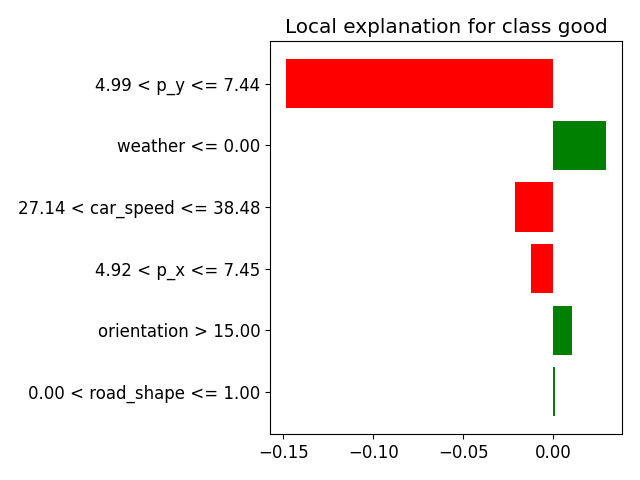 Local explanation for class good
4.99 < p_y <= 7.44
weather <= 0.00
27.14 < car_speed <= 38.48
4.92 < p_x <= 7.45
orientation > 15.00
0.00 < road_shape <= 1.00
−0.15 −0.10 −0.05 0.00